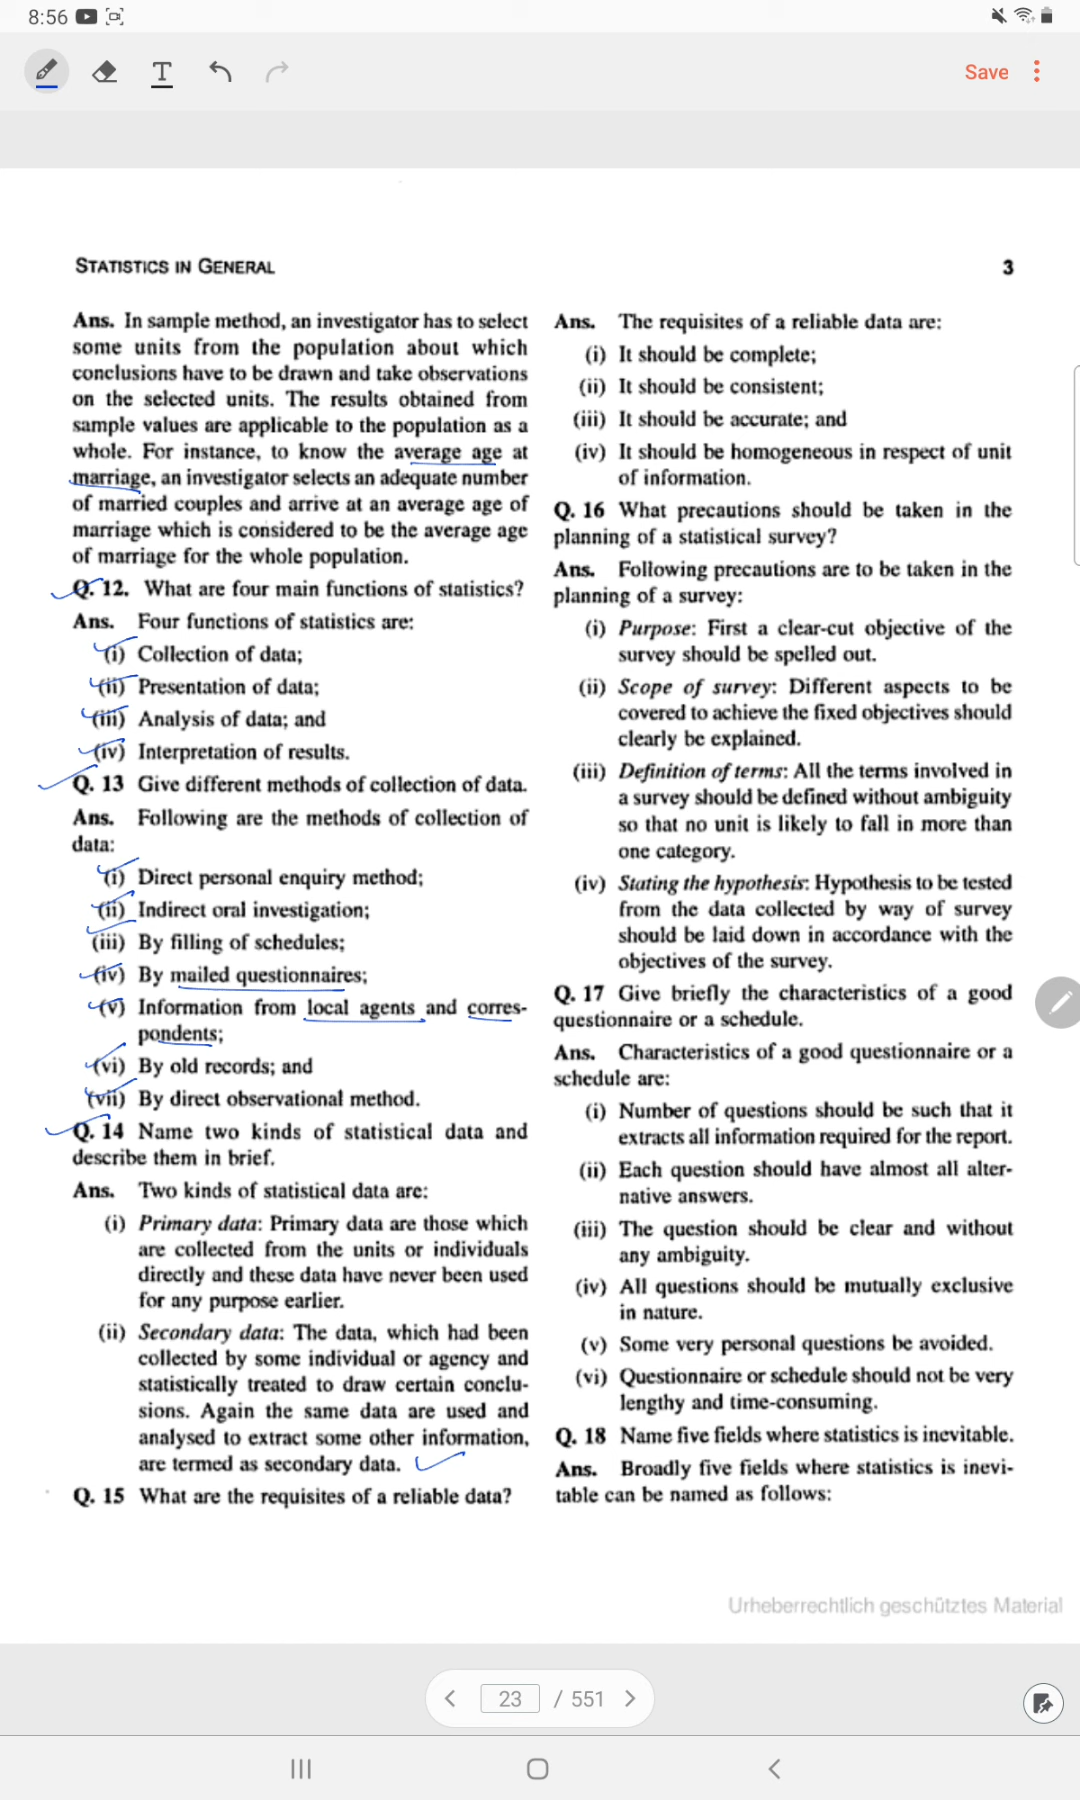 8:56
T
Save
STATISTICS IN GENERAL
3
Ans. In sample method, an investigator has to select
some units from the population about which
conclusions have to be drawn and take observations
on the selected units. The results obtained from
sample values are applicable to the population as a
whole. For instance, to know the average age at
marriage, an investigator selects an adequate number
of married couples and arrive at an average age of
marriage which is considered to be the average age
of marriage for the whole population.
Q. 12. What are four main functions of statistics?
Ans. Four functions of statistics are:
(i) Collection of data;
(ii) Presentation of data;
(iii) Analysis of data; and
(iv) Interpretation of results.
Q. 13 Give different methods of collection of data.
Ans. Following are the methods of collection of
data:
(i) Direct personal enquiry method;
(ii) Indirect oral investigation;
(iii) By filling of schedules;
(iv) By mailed questionnaires;
(v) Information from local agents and corres-
pondents;
(vi) By old records; and
(vii) By direct observational method.
Q. 14 Name two kinds of statistical data and
describe them in brief.
Ans. Two kinds of statistical data are:
(i) Primary data: Primary data are those which
are collected from the units or individuals
directly and these data have never been used
for any purpose earlier.
(ii) Secondary data: The data, which had been
collected by some individual or agency and
statistically treated to draw certain conclu-
sions. Again the same data are used and
analysed to extract some other information,
are termed as secondary data.
Q. 15 What are the requisites of a reliable data?
Ans. The requisites of a reliable data are:
(i) It should be complete;
(ii) It should be consistent;
(iii) It should be accurate; and
(iv) It should be homogeneous in respect of unit
of information.
Q. 16 What precautions should be taken in the
planning of a statistical survey?
Ans. Following precautions are to be taken in the
planning of a survey:
(i) Purpose: First a clear-cut objective of the
survey should be spelled out.
(ii) Scope of survey: Different aspects to be
covered to achieve the fixed objectives should
clearly be explained.
(iii) Definition of terms: All the terms involved in
a survey should be defined without ambiguity
so that no unit is likely to fall in more than
one category.
(iv) Stating the hypothesis: Hypothesis to be tested
from the data collected by way of survey
should be laid down in accordance with the
objectives of the survey.
Q. 17 Give briefly the characteristics of a good
questionnaire or a schedule.
Ans. Characteristics of a good questionnaire or a
schedule are:
(i) Number of questions should be such that it
extracts all information required for the report.
(ii) Each question should have almost all alter-
native answers.
(iii) The question should be clear and without
any ambiguity.
(iv) All questions should be mutually exclusive
in nature.
(v) Some very personal questions be avoided.
(vi) Questionnaire or schedule should not be very
lengthy and time-consuming.
Q. 18 Name five fields where statistics is inevitable.
Ans. Broadly five fields where statistics is inevi-
table can be named as follows:
Urheberrechtlich geschütztes Material
23 / 551